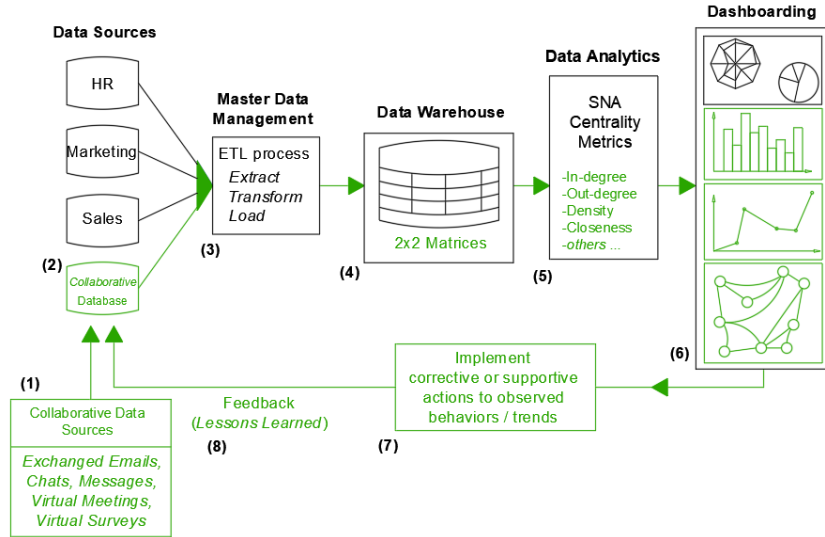 Data Sources
HR
Marketing
Sales
(2)
Collaborative
Database
(1)
Collaborative Data
Sources
Exchanged Emails,
Chats, Messages,
Virtual Meetings,
Virtual Surveys
Master Data
Management
ETL process
Extract
Transform
Load
(3)
Data Warehouse
2x2 Matrices
(4)
Data Analytics
SNA
Centrality
Metrics
-In-degree
-Out-degree
-Density
-Closeness
-others ...
(5)
Dashboarding
(6)
Implement
corrective or supportive
actions to observed
behaviors / trends
(7)
Feedback
(Lessons Learned)
(8)